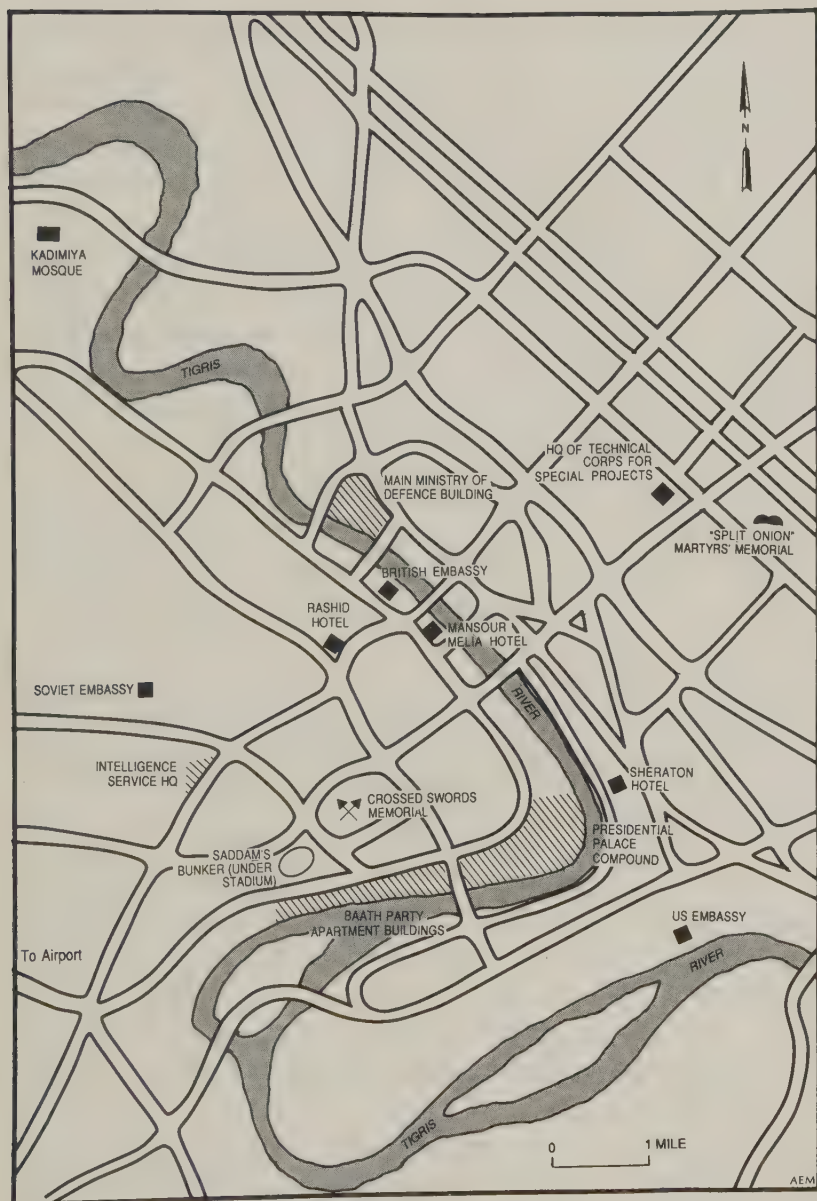 N
KADIMIYA
MOSQUE
TIGRIS
HQ OF TECHNICAL
CORPS FOR
SPECIAL PROJECTS
MAIN MINISTRY OF
DEFENCE BUILDING
"SPLIT ONION"
MARTYRS' MEMORIAL
BRITISH EMBASSY
RASHID
HOTEL
MANSOUR
MELIA HOTEL
SOVIET EMBASSY
RIVER
INTELLIGENCE
SERVICE HQ
SHERATON
HOTEL
CROSSED SWORDS
MEMORIAL
PRESIDENTIAL
PALACE
COMPOUND
SADDAM'S
BUNKER (UNDER
STADIUM)
BAATH PARTY
APARTMENT BUILDINGS
US EMBASSY
To Airport
RIVER
TIGRIS
0 1 MILE
AEM